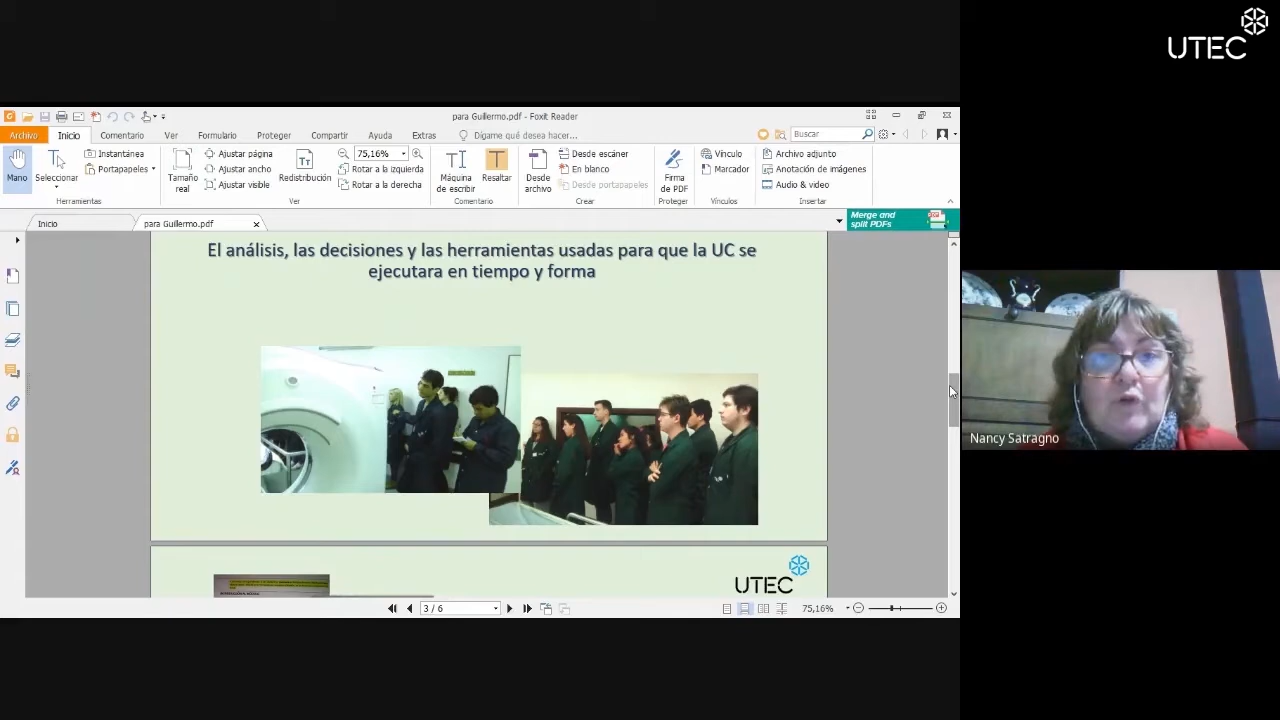 UTEC
para Guillermo.pdf - Foxit Reader
Archivo Inicio Comentario Ver Formulario Proteger Compartir Ayuda Extras Dígame qué desea hacer... Buscar
Mano
Seleccionar
Instantánea
Portapapeles
Herramientas
Tamaño real
Ajustar página
Ajustar ancho
Ajustar visible
Redistribución
75,16%
Rotar a la izquierda
Rotar a la derecha
Ver
Máquina de escribir
Resaltar
Comentario
Desde archivo
Desde escáner
En blanco
Desde portapapeles
Crear
Firma de PDF
Proteger
Vínculo
Marcador
Vínculos
Archivo adjunto
Anotación de imágenes
Audio & video
Insertar
Inicio
para Guillermo.pdf
Merge and
split PDFs
El análisis, las decisiones y las herramientas usadas para que la UC se
ejecutara en tiempo y forma
UTEC
3 / 6
75,16%
Nancy Satragno